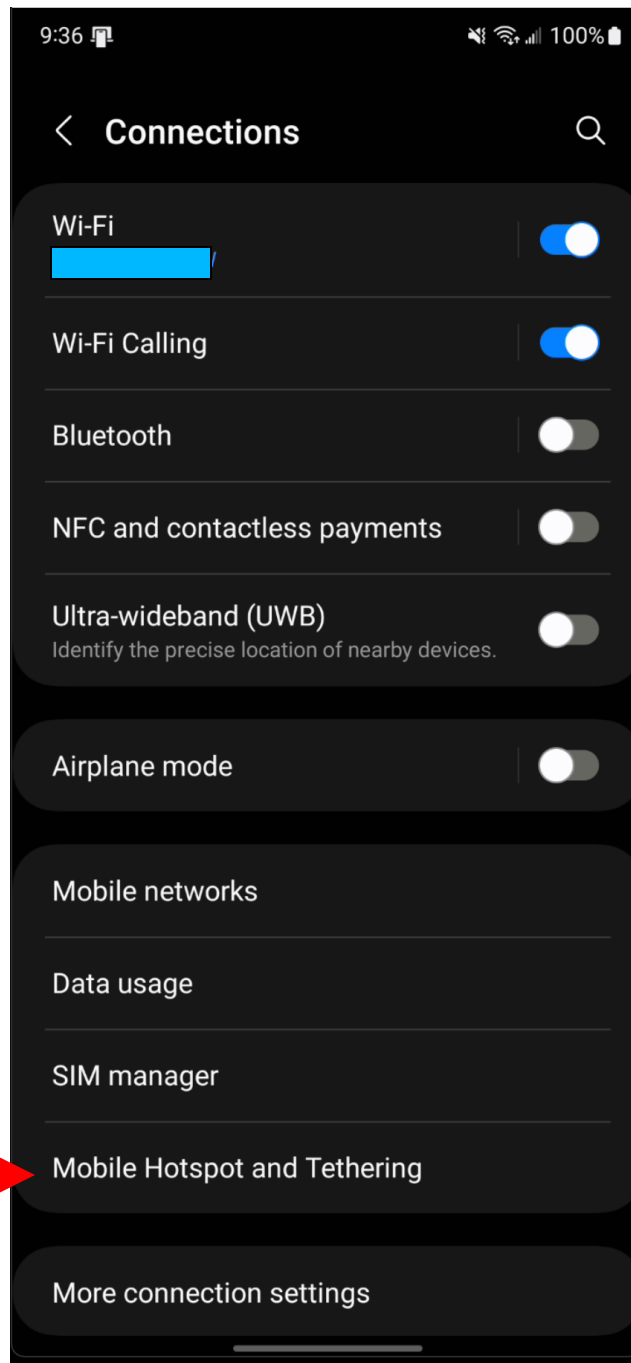 9:36 100%
Connections
Wi-Fi
Wi-Fi Calling
Bluetooth
NFC and contactless payments
Ultra-wideband (UWB)
Identify the precise location of nearby devices.
Airplane mode
Mobile networks
Data usage
SIM manager
Mobile Hotspot and Tethering
More connection settings